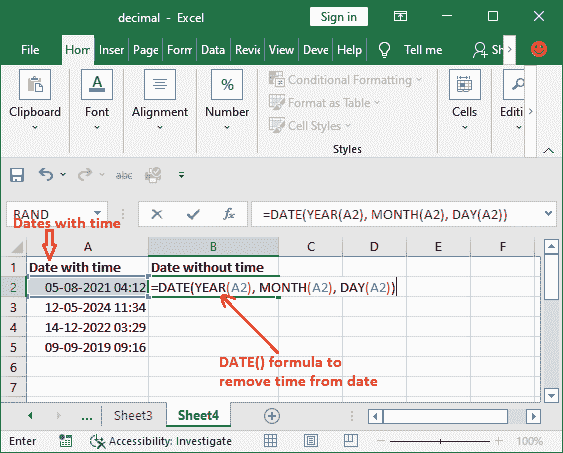 decimal - Excel
Sign in
File Hom Inser Page Forn Data Revi View Deve Help Tell me Sh
Clipboard Font Alignment Number Conditional Formatting Format as Table Cell Styles Cells Editi
Styles
abc
RAND =DATE(YEAR(A2), MONTH(A2), DAY(A2))
Dates with time
A B C D E F
1 Date with time Date without time
2 05-08-2021 04:12 =DATE(YEAR(A2), MONTH(A2), DAY(A2))
3 12-05-2024 11:34
4 14-12-2022 03:29
5 09-09-2019 09:16
6
7
DATE() formula to
remove time from date
... Sheet3 Sheet4
Enter Accessibility: Investigate 100%